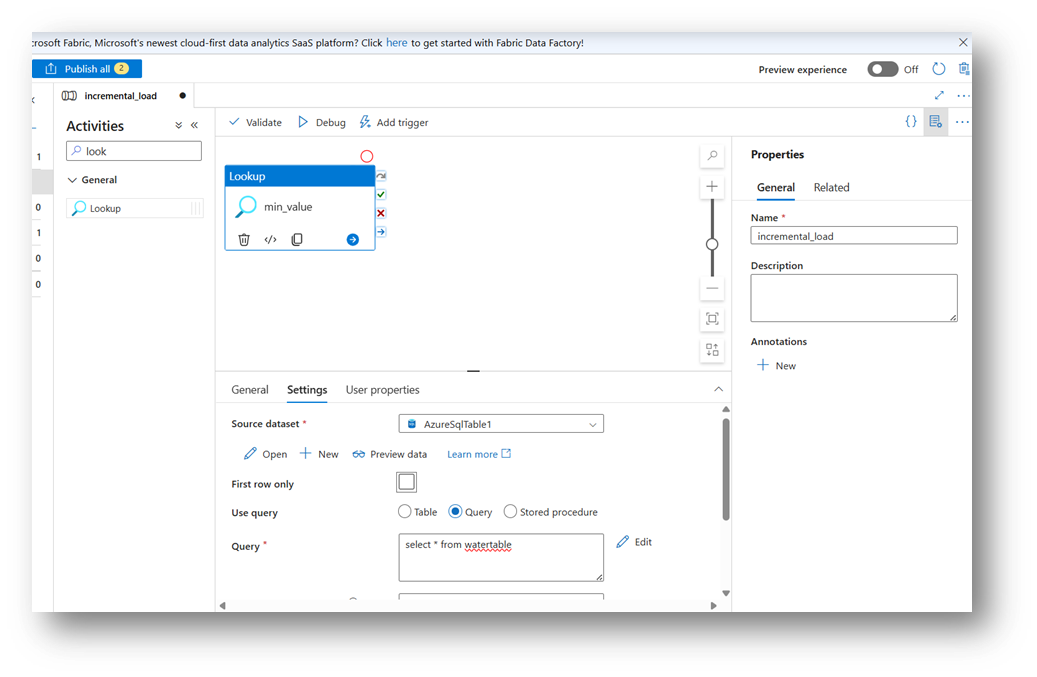 crosoft Fabric, Microsoft's newest cloud-first data analytics SaaS platform? Click here to get started with Fabric Data Factory!
Publish all 2
Preview experience Off
incremental_load
Activities
look
General
Lookup
1
0
1
0
0
Validate Debug Add trigger
Lookup
min_value
Properties
General Related
Name *
incremental_load
Description
Annotations
New
General Settings User properties
Source dataset * AzureSqlTable1
Open New Preview data Learn more
First row only
Use query Table Query Stored procedure
Query * select * from watertable Edit